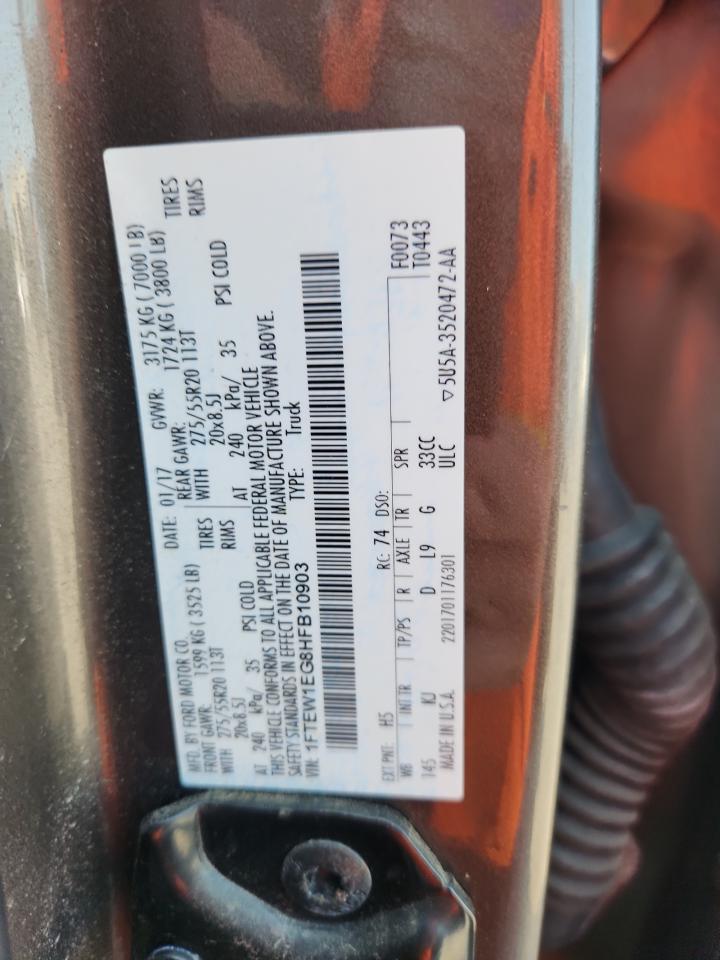 MFD. BY FORD MOTOR CO.
DATE: 01/17 GVWR: 3175 KG ( 7000 LB)
FRONT GAWR: 1599 KG ( 3525 LB) REAR GAWR: 1724 KG ( 3800 LB)
WITH 275/55R20 113T TIRES WITH 275/55R20 113T TIRES
20x8.5J RIMS 20x8.5J RIMS
AT 240 kPa/ 35 PSI COLD AT 240 kPa/ 35 PSI COLD
THIS VEHICLE CONFORMS TO ALL APPLICABLE FEDERAL MOTOR VEHICLE
SAFETY STANDARDS IN EFFECT ON THE DATE OF MANUFACTURE SHOWN ABOVE.
VIN: 1FTEW1EG8HFB10903 TYPE: Truck
EXT PNT: H5 RC: 74 DSO: F0073
WB INT TR TP/PS R AXLE TR SPR T0443
145 KJ D L9 G 33CC
ULC
MADE IN U.S.A. 2201701176301 ▽5U5A-3520472-AA